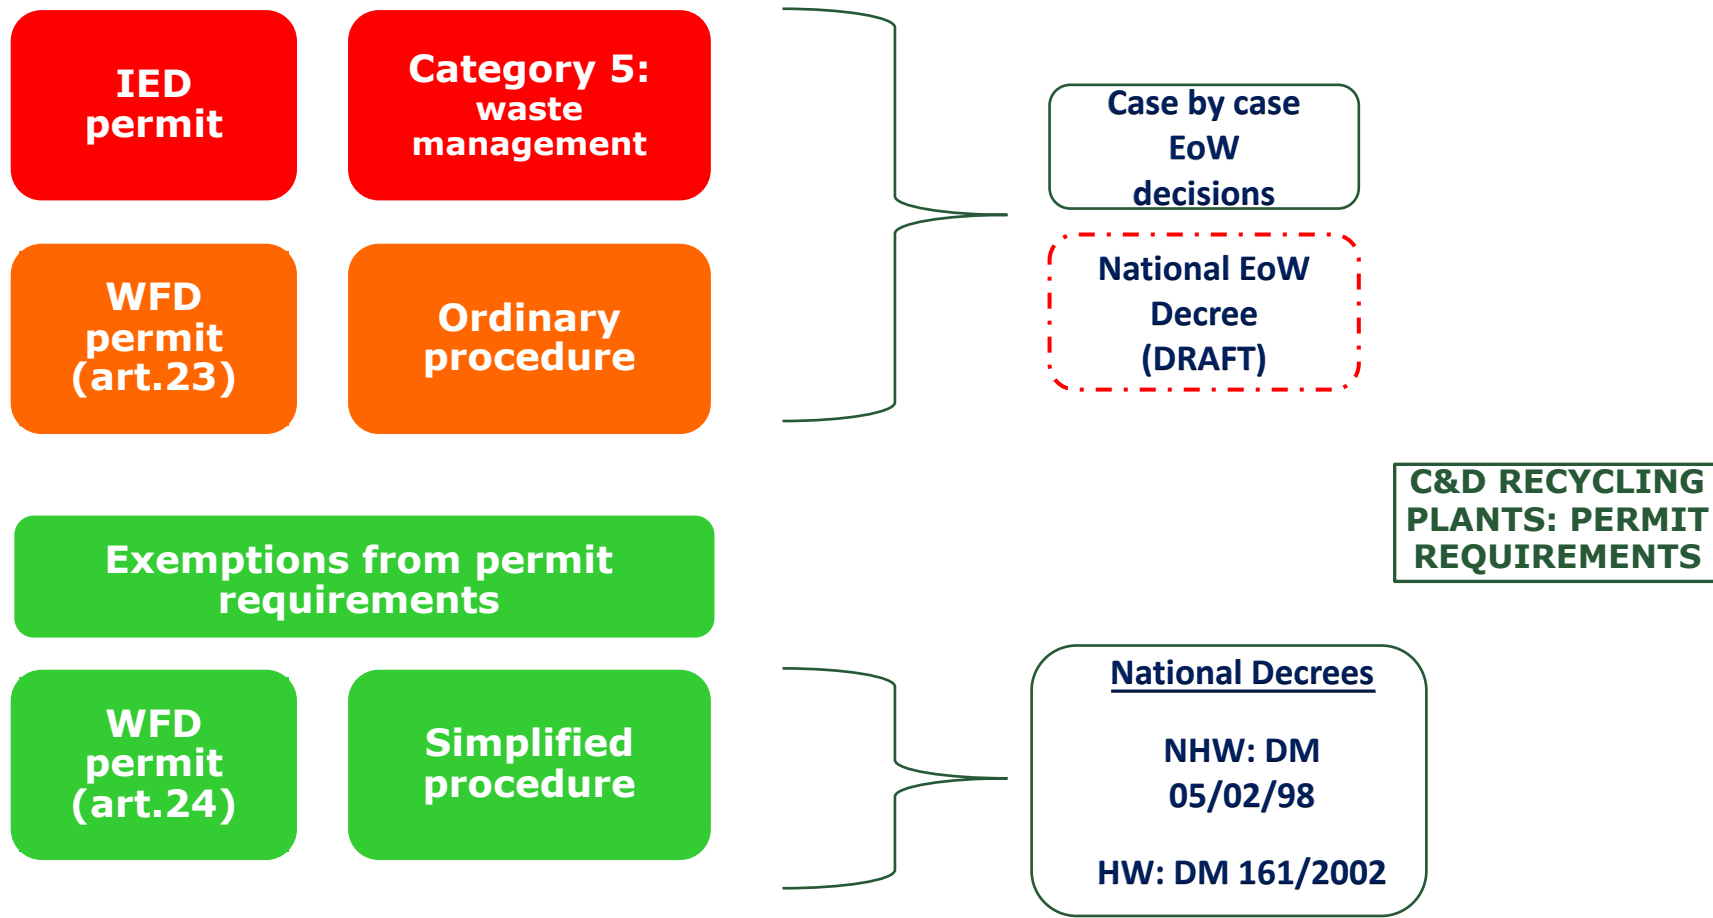 IED
permit
Category 5:
waste
management
Case by case
EoW
decisions
WFD
permit
(art.23)
Ordinary
procedure
National EoW
Decree
(DRAFT)
C&D RECYCLING
PLANTS: PERMIT
REQUIREMENTS
Exemptions from permit
requirements
WFD
permit
(art.24)
Simplified
procedure
National Decrees
NHW: DM
05/02/98
HW: DM 161/2002